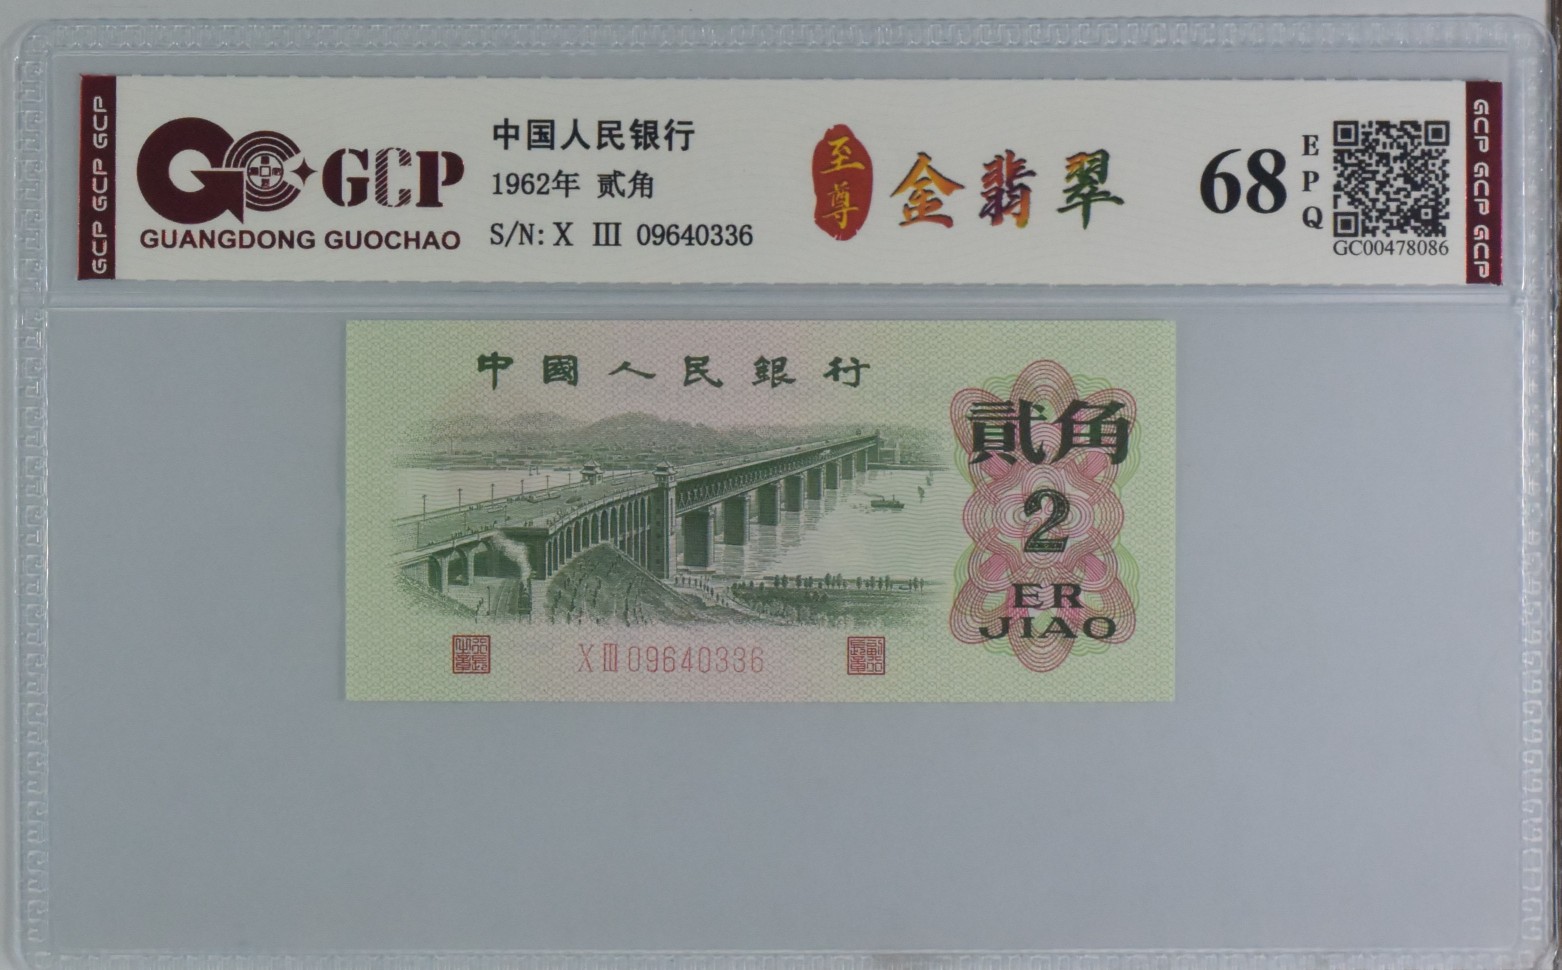 GCP GCP GCP
GCP
GUANGDONG GUOCHAO
中国人民银行
1962年 贰角
S/N: X III 09640336
至尊
金翡翠
68
EPQ
GC00478086
GCP GCP GCP
中國人民銀行
貳角
2
ER
JIAO
X III 09640336